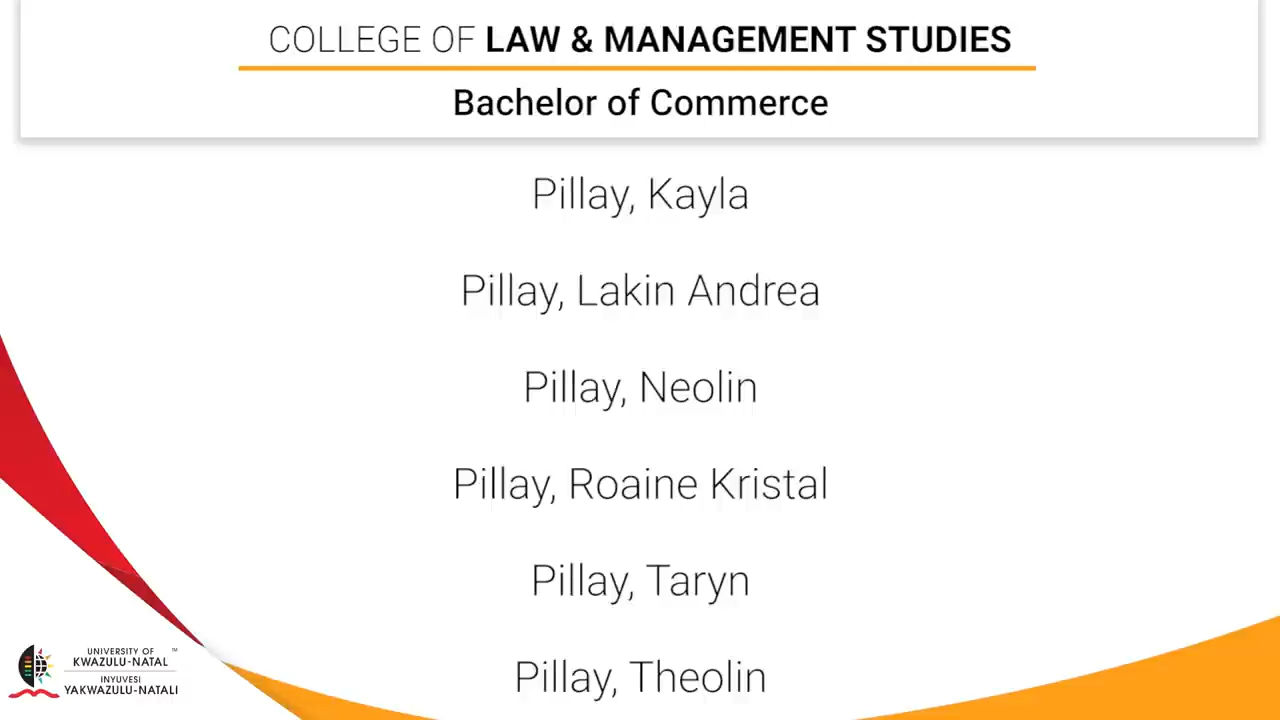 COLLEGE OF LAW & MANAGEMENT STUDIES
Bachelor of Commerce
Pillay, Kayla
Pillay, Lakin Andrea
Pillay, Neolin
Pillay, Roaine Kristal
Pillay, Taryn
Pillay, Theolin
UNIVERSITY OF ™
KWAZULU-NATAL
INYUVESI
YAKWAZULU-NATALI